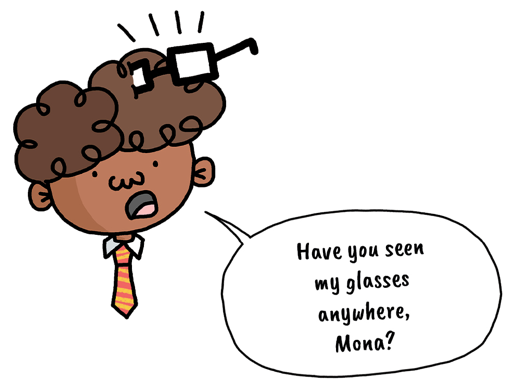 Have you seen
my glasses
anywhere,
Mona?